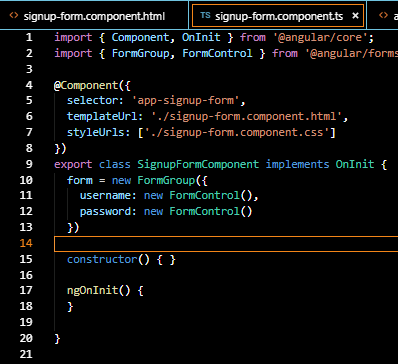 signup-form.component.html
TS signup-form.component.ts ×
1 import { Component, OnInit } from '@angular/core';
2 import { FormGroup, FormControl } from '@angular/forms
3
4 @Component({
5 selector: 'app-signup-form',
6 templateUrl: './signup-form.component.html',
7 styleUrls: ['./signup-form.component.css']
8 })
9 export class SignupFormComponent implements OnInit {
10 form = new FormGroup({
11 username: new FormControl(),
12 password: new FormControl()
13 })
14
15 constructor() { }
16
17 ngOnInit() {
18 }
19
20 }
21